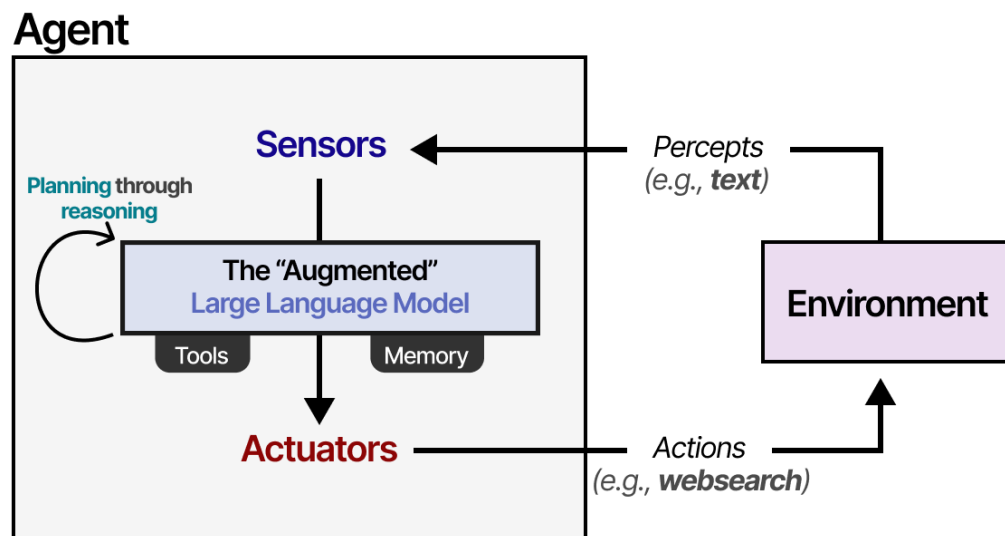 Agent
Sensors
Percepts
(e.g., text)
Planning through
reasoning
The “Augmented”
Large Language Model
Environment
Tools
Memory
Actuators
Actions
(e.g., websearch)